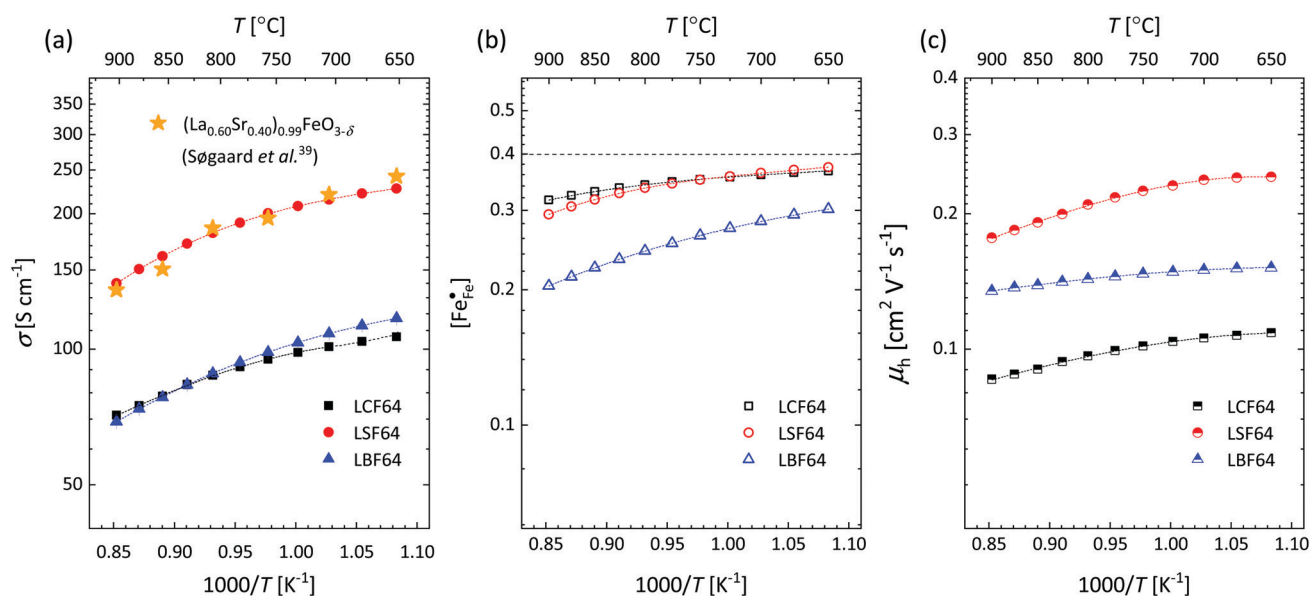 (a)
T [°C]
900 850 800 750 700 650
350
300
250
200
150
100
50
σ [S cm⁻¹]
(La₀.₆₀Sr₀.₄₀)₀.₉₉FeO₃₋δ
(Søgaard et al.³⁹)
LCF64
LSF64
LBF64
0.85 0.90 0.95 1.00 1.05 1.10
1000/T [K⁻¹]
(b)
T [°C]
900 850 800 750 700 650
0.5
0.4
0.3
0.2
0.1
[Fe•Fe]
LCF64
LSF64
LBF64
0.85 0.90 0.95 1.00 1.05 1.10
1000/T [K⁻¹]
(c)
T [°C]
900 850 800 750 700 650
0.4
0.3
0.2
0.1
μh [cm² V⁻¹ s⁻¹]
LCF64
LSF64
LBF64
0.85 0.90 0.95 1.00 1.05 1.10
1000/T [K⁻¹]